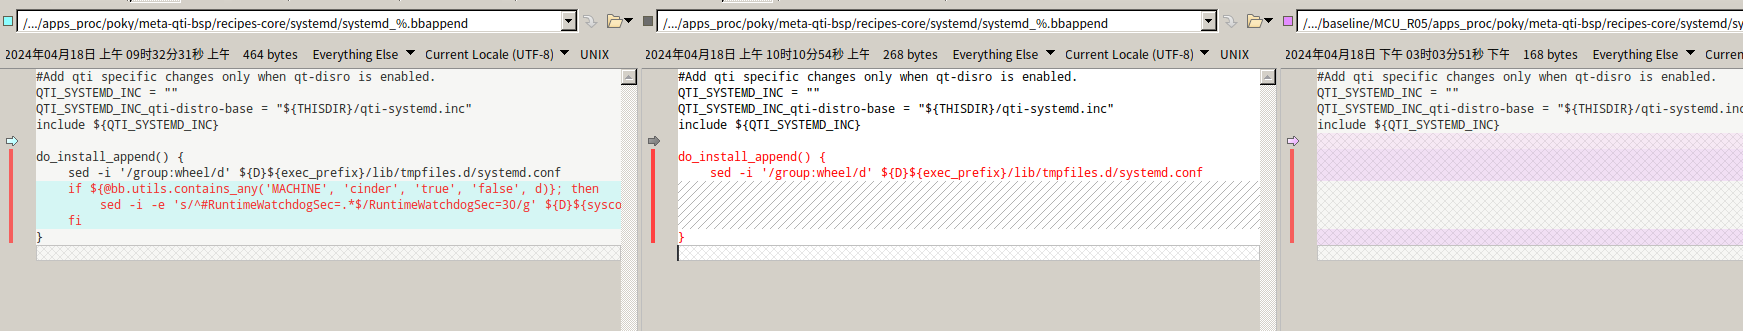 /.../apps_proc/poky/meta-qti-bsp/recipes-core/systemd/systemd_%.bbappend
2024年04月18日 上午 09时32分31秒 上午 464 bytes Everything Else Current Locale (UTF-8) UNIX
#Add qti specific changes only when qt-disro is enabled.
QTI_SYSTEMD_INC = ""
QTI_SYSTEMD_INC_qti-distro-base = "${THISDIR}/qti-systemd.inc"
include ${QTI_SYSTEMD_INC}
do_install_append() {
sed -i '/group:wheel/d' ${D}${exec_prefix}/lib/tmpfiles.d/systemd.conf
if ${@bb.utils.contains_any('MACHINE', 'cinder', 'true', 'false', d)}; then
sed -i -e 's/^#RuntimeWatchdogSec=.*$/RuntimeWatchdogSec=30/g' ${D}${sysco
fi
}
/.../apps_proc/poky/meta-qti-bsp/recipes-core/systemd/systemd_%.bbappend
2024年04月18日 上午 10时10分54秒 上午 268 bytes Everything Else Current Locale (UTF-8) UNIX
#Add qti specific changes only when qt-disro is enabled.
QTI_SYSTEMD_INC = ""
QTI_SYSTEMD_INC_qti-distro-base = "${THISDIR}/qti-systemd.inc"
include ${QTI_SYSTEMD_INC}
do_install_append() {
sed -i '/group:wheel/d' ${D}${exec_prefix}/lib/tmpfiles.d/systemd.conf
}
/.../baseline/MCU_R05/apps_proc/poky/meta-qti-bsp/recipes-core/systemd/sy
2024年04月18日 下午 03时03分51秒 下午 168 bytes Everything Else Curren
#Add qti specific changes only when qt-disro is enabled.
QTI_SYSTEMD_INC = ""
QTI_SYSTEMD_INC_qti-distro-base = "${THISDIR}/qti-systemd.inc
include ${QTI_SYSTEMD_INC}